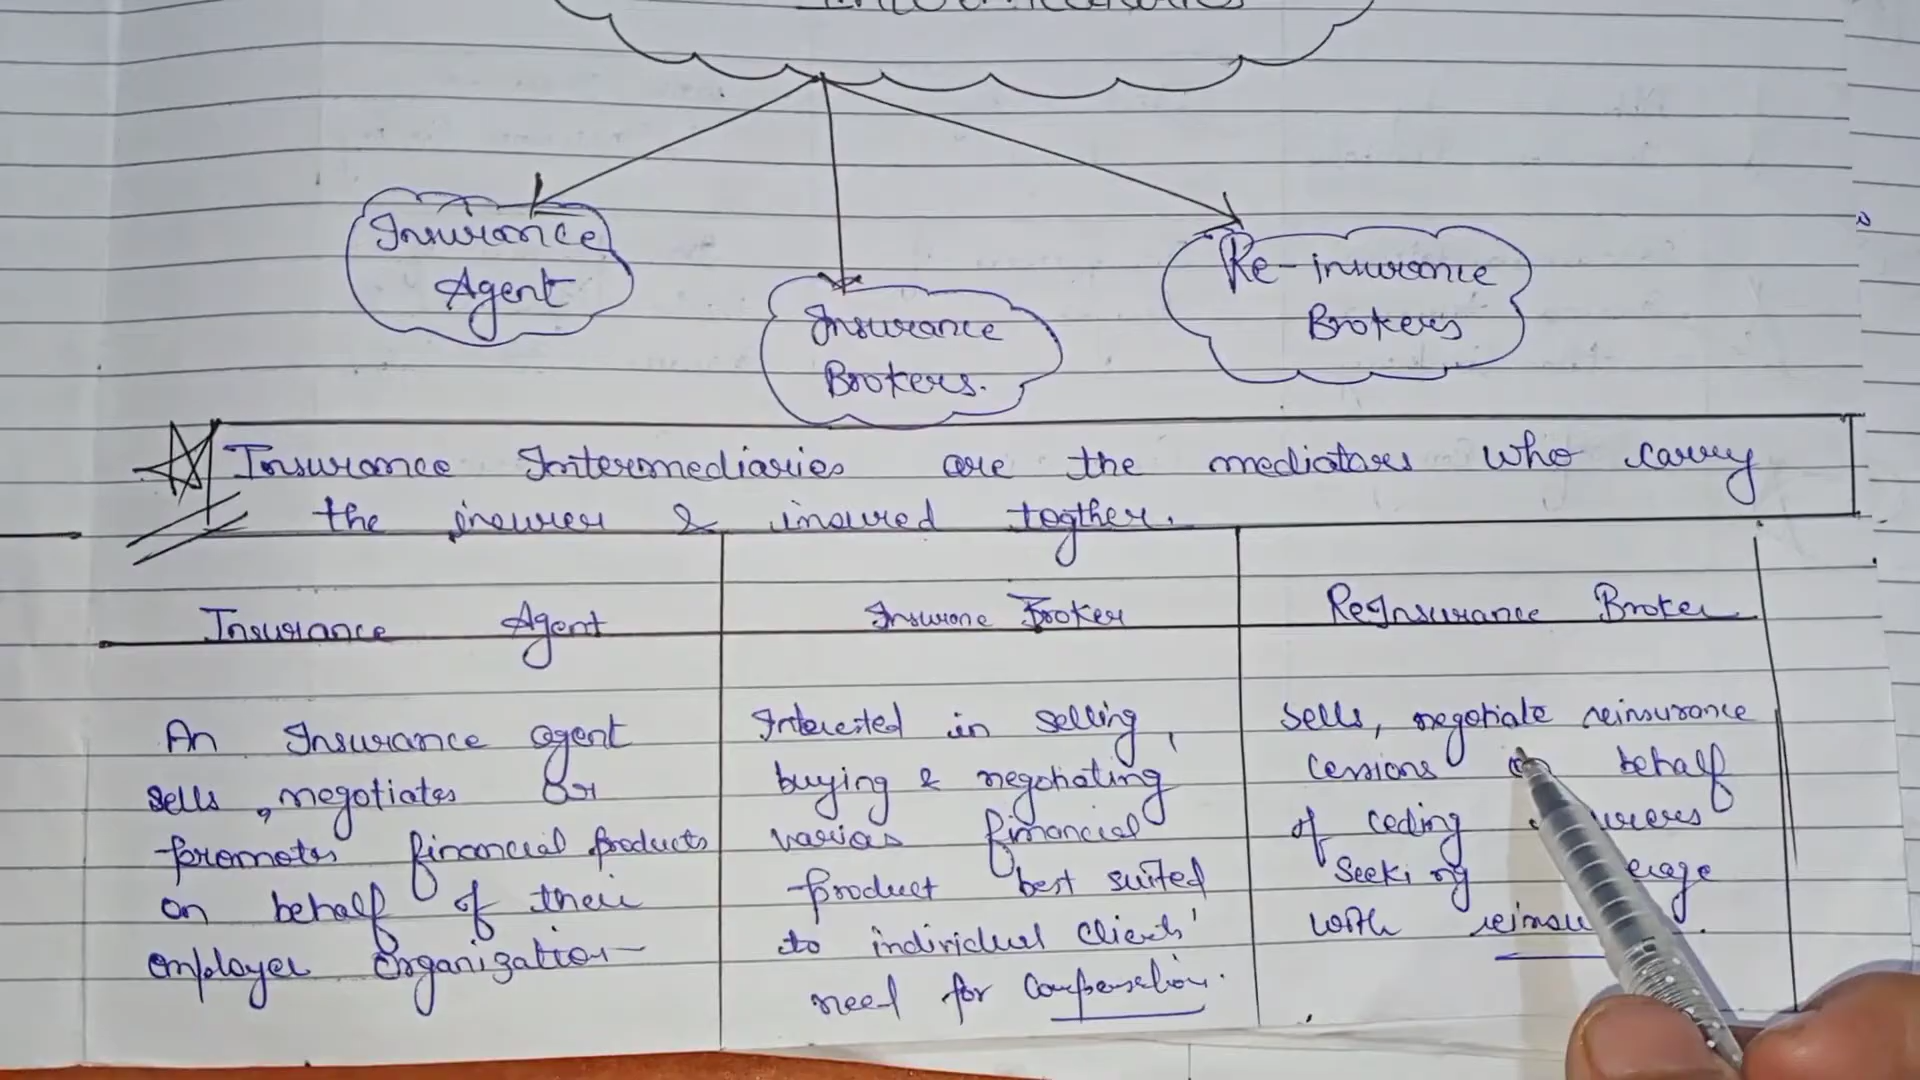 Insurance
Agent
Insurance
Brokers.
Re-insurance
Brokers
Insurance Intermediaries are the mediators who carry
the insurer & insured togther.
Insurance Agent
An Insurance agent
sells, negotiates or
promotes financial products
on behalf of their
employer organization
Insurane Broker
Interested in selling,
buying & negotiating
varias financial
product best suited
to individual clients'
need for compensation.
ReInsurance Broker
sells, negotiate reinsurance
cessions behalf
of ceding
seeking
with